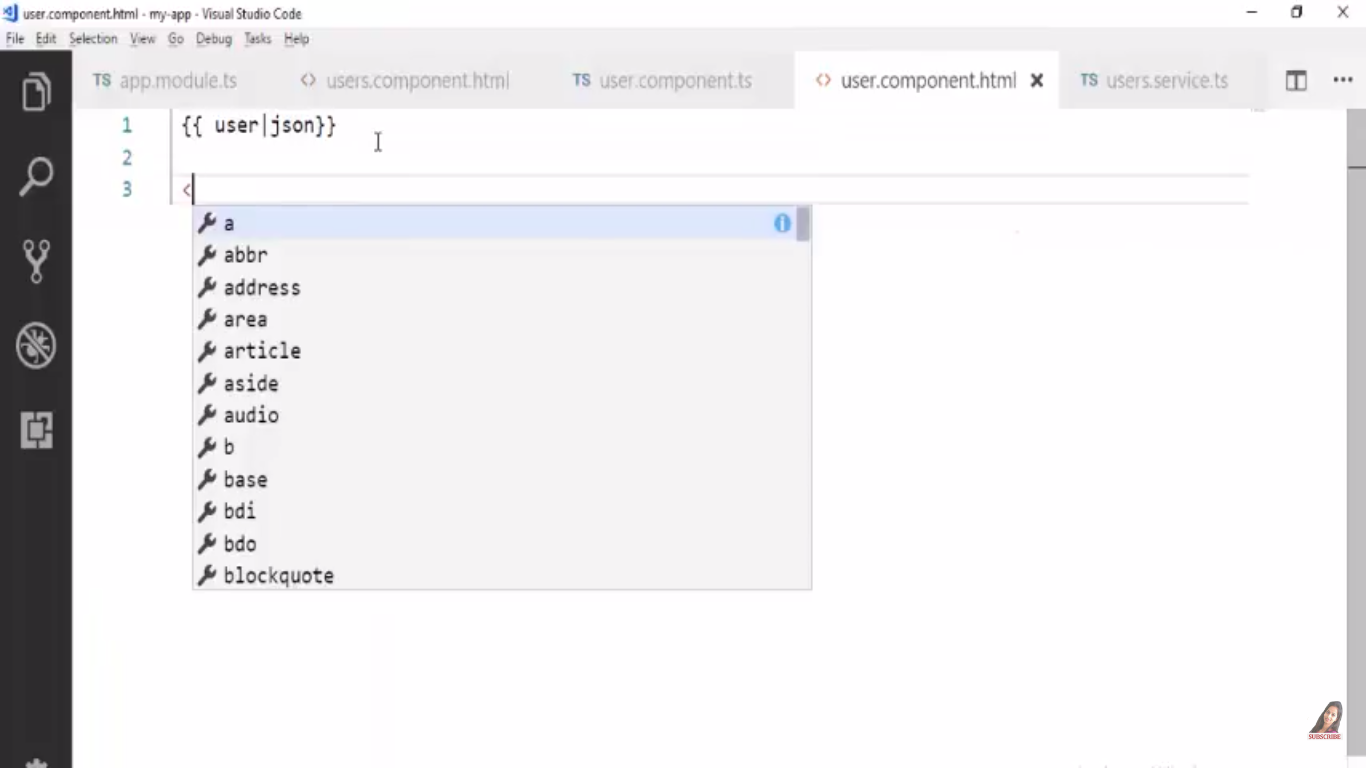 user.component.html - my-app - Visual Studio Code
File Edit Selection View Go Debug Tasks Help
TS app.module.ts <> users.component.html TS user.component.ts <> user.component.html TS users.service.ts
1 {{ user|json}}
2
3 <
a
abbr
address
area
article
aside
audio
b
base
bdi
bdo
blockquote
SUBSCRIBE